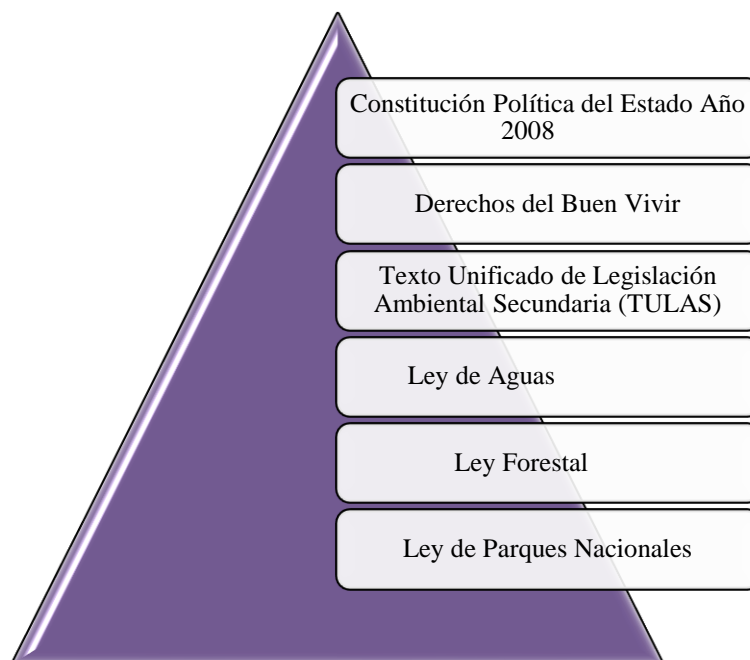 Constitución Política del Estado Año
2008
Derechos del Buen Vivir
Texto Unificado de Legislación
Ambiental Secundaria (TULAS)
Ley de Aguas
Ley Forestal
Ley de Parques Nacionales